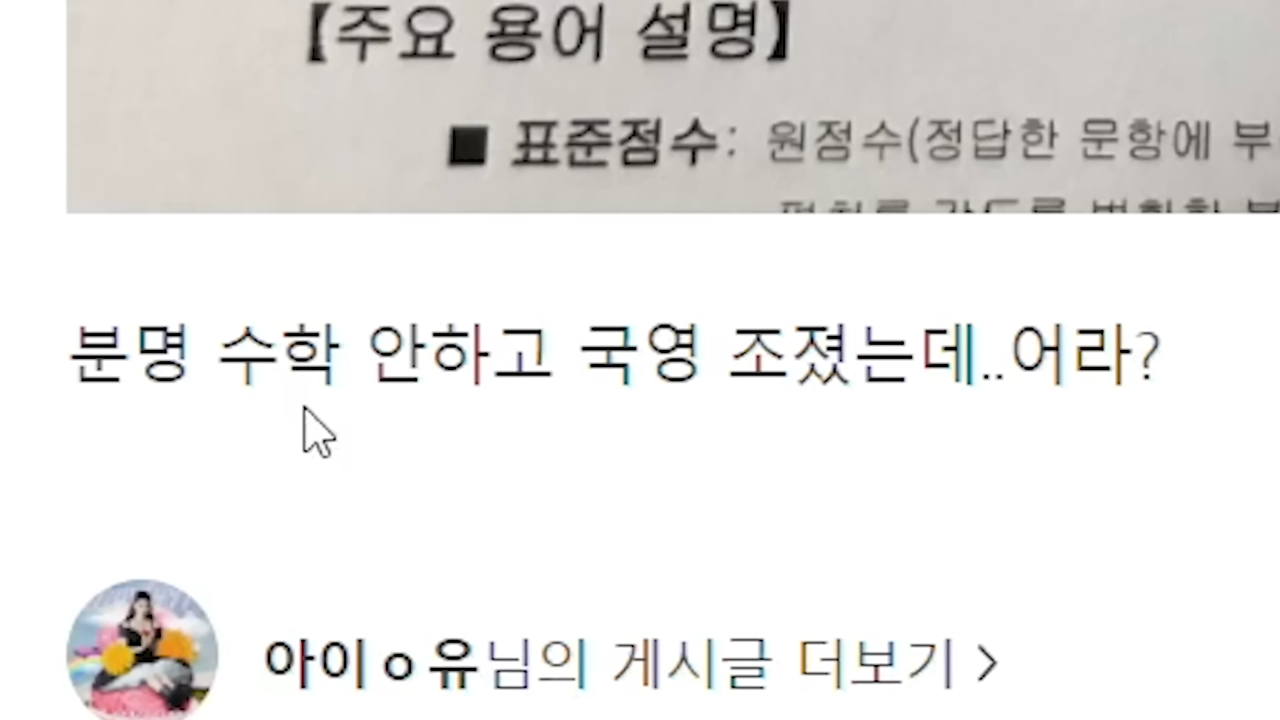 【주요 용어 설명】
■ 표준점수: 원점수(정답한 문항에 부
분명 수학 안하고 국영 조졌는데..어라?
아이o유님의 게시글 더보기 >